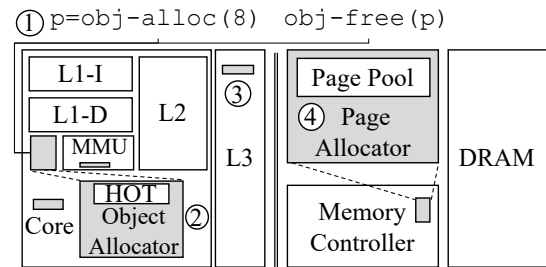 ① p=obj-alloc(8) obj-free(p)
L1-I
L1-D
L2
MMU
HOT
Object
Allocator
②
Core
③
L3
Page Pool
④ Page
Allocator
Memory
Controller
DRAM